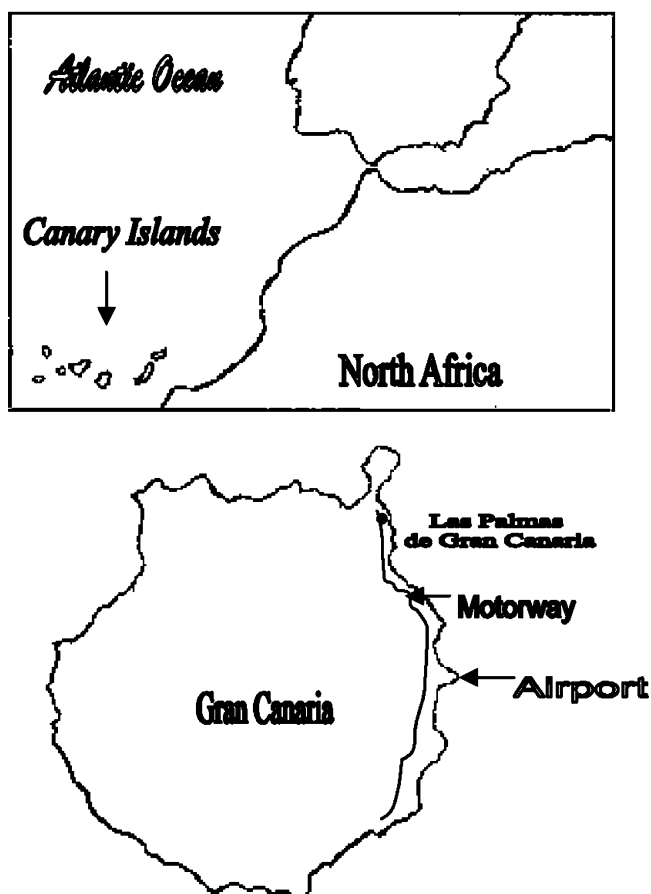 Atlantic Ocean
Canary Islands
North Africa
Las Palmas
de Gran Canaria
Motorway
Gran Canaria
Airport